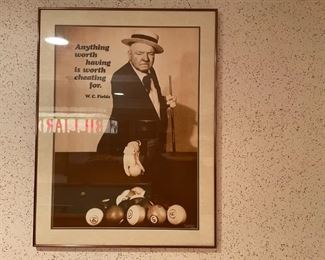 Anything
worth
having
is worth
cheating
for.
W. C. Fields